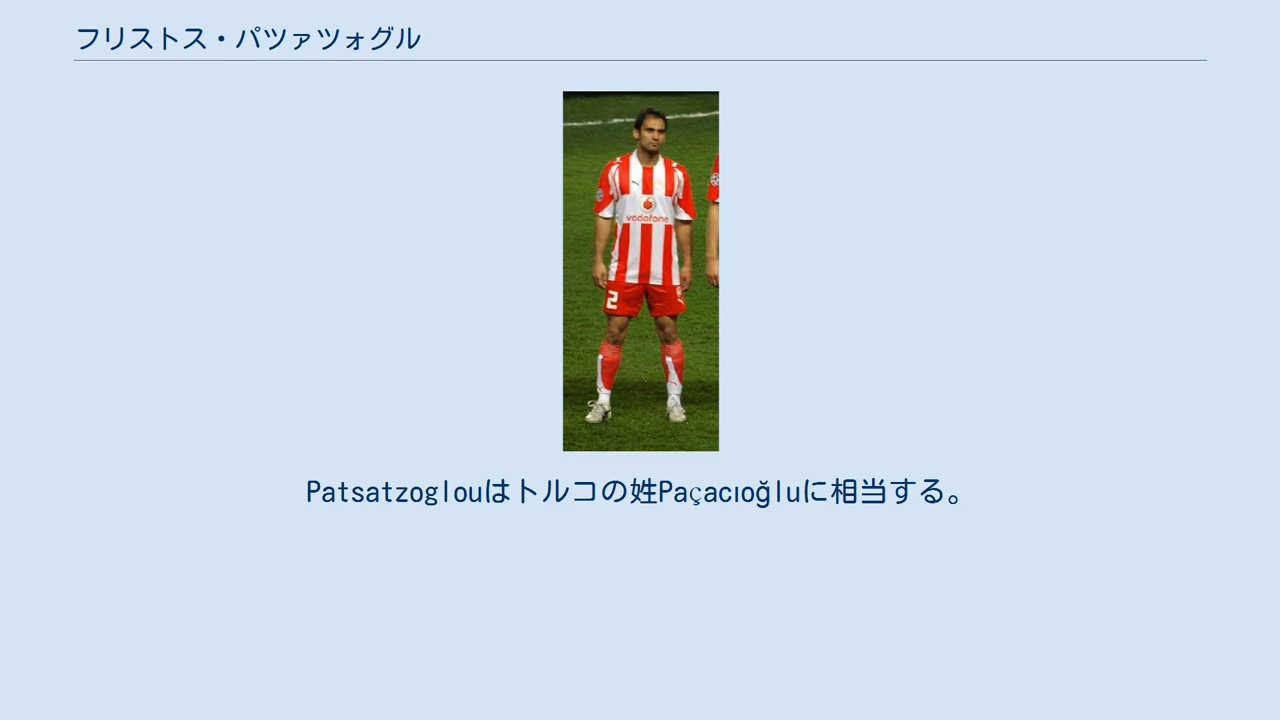 フリストス・パツァツォグル
vodafone
2
Patsatzoglouはトルコの姓Paçacıoğluに相当する。